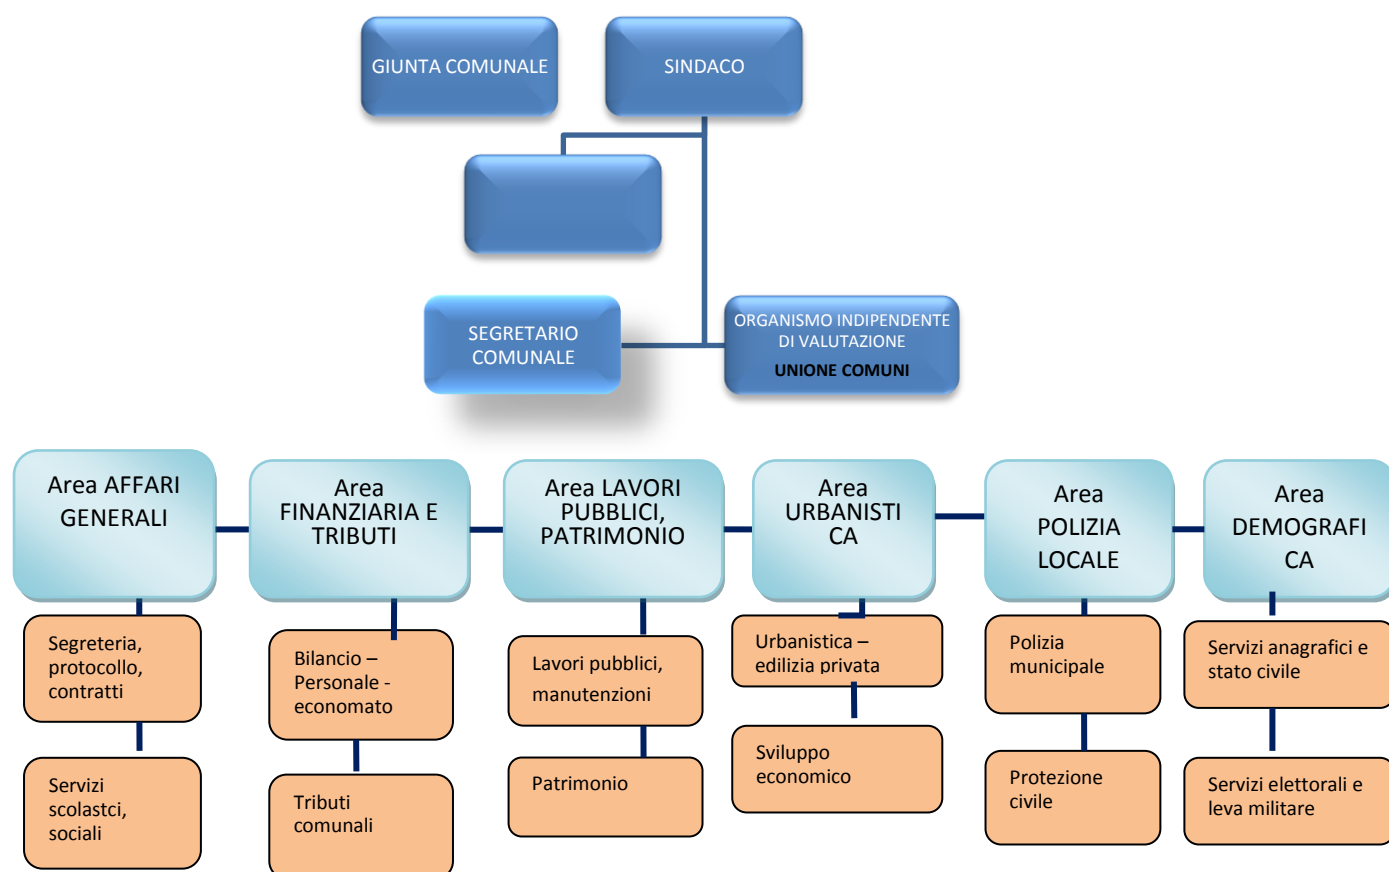 GIUNTA COMUNALE
SINDACO
SEGRETARIO
COMUNALE
ORGANISMO INDIPENDENTE
DI VALUTAZIONE
UNIONE COMUNI
Area AFFARI
GENERALI
Area
FINANZIARIA E
TRIBUTI
Area LAVORI
PUBBLICI,
PATRIMONIO
Area
URBANISTI
CA
Area
POLIZIA
LOCALE
Area
DEMOGRAFI
CA
Segreteria,
protocollo,
contratti
Bilancio –
Personale -
economato
Lavori pubblici,
manutenzioni
Urbanistica –
edilizia privata
Polizia
municipale
Servizi anagrafici e
stato civile
Servizi
scolastci,
sociali
Tributi
comunali
Patrimonio
Sviluppo
economico
Protezione
civile
Servizi elettorali e
leva militare